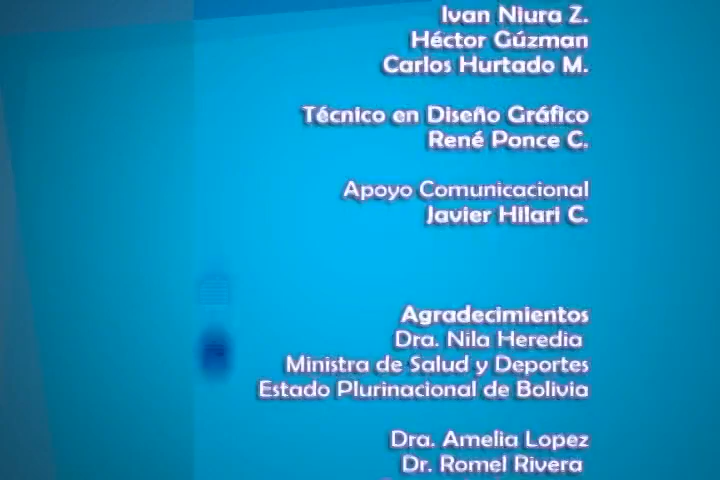 Ivan Niura Z.
Héctor Gúzman
Carlos Hurtado M.
Técnico en Diseño Gráfico
René Ponce C.
Apoyo Comunicacional
Javier Hilari C.
Agradecimientos
Dra. Nila Heredia
Ministra de Salud y Deportes
Estado Plurinacional de Bolivia
Dra. Amelia Lopez
Dr. Romel Rivera